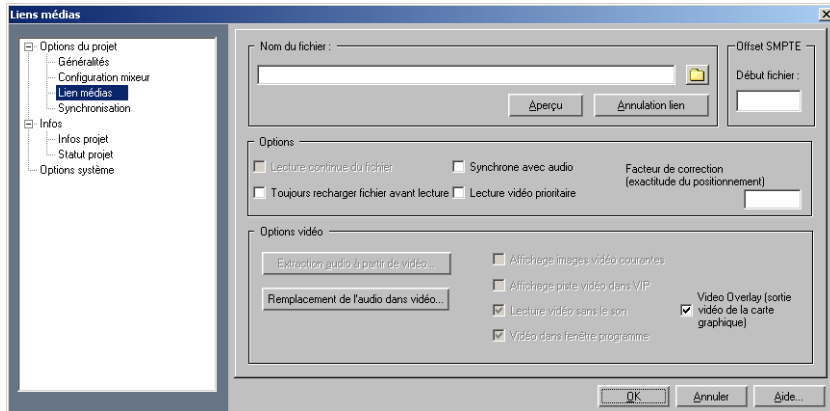 Liens médias
Options du projet
Généralités
Configuration mixeur
Lien médias
Synchronisation
Infos
Infos projet
Statut projet
Options système
Nom du fichier :
Aperçu
Annulation lien
Offset SMPTE
Début fichier :
Options
Lecture continue du fichier
Synchrone avec audio
Toujours recharger fichier avant lecture
Lecture vidéo prioritaire
Facteur de correction
(exactitude du positionnement)
Options vidéo
Extraction audio à partir de vidéo...
Remplacement de l'audio dans vidéo...
Affichage images vidéo courantes
Affichage piste vidéo dans VIP
Lecture vidéo sans le son
Vidéo dans fenêtre programme
Video Overlay (sortie
vidéo de la carte
graphique)
OK
Annuler
Aide...